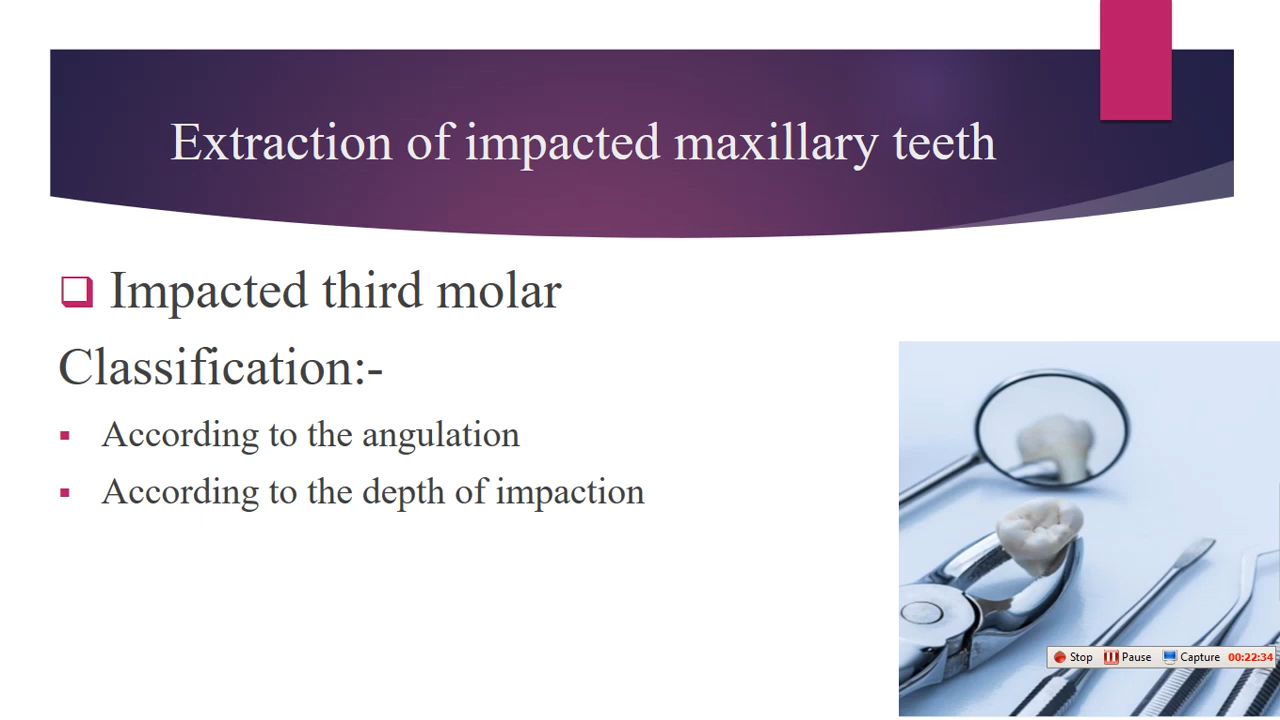 Extraction of impacted maxillary teeth
Impacted third molar
Classification:-
According to the angulation
According to the depth of impaction
Stop Pause Capture 00:22:34